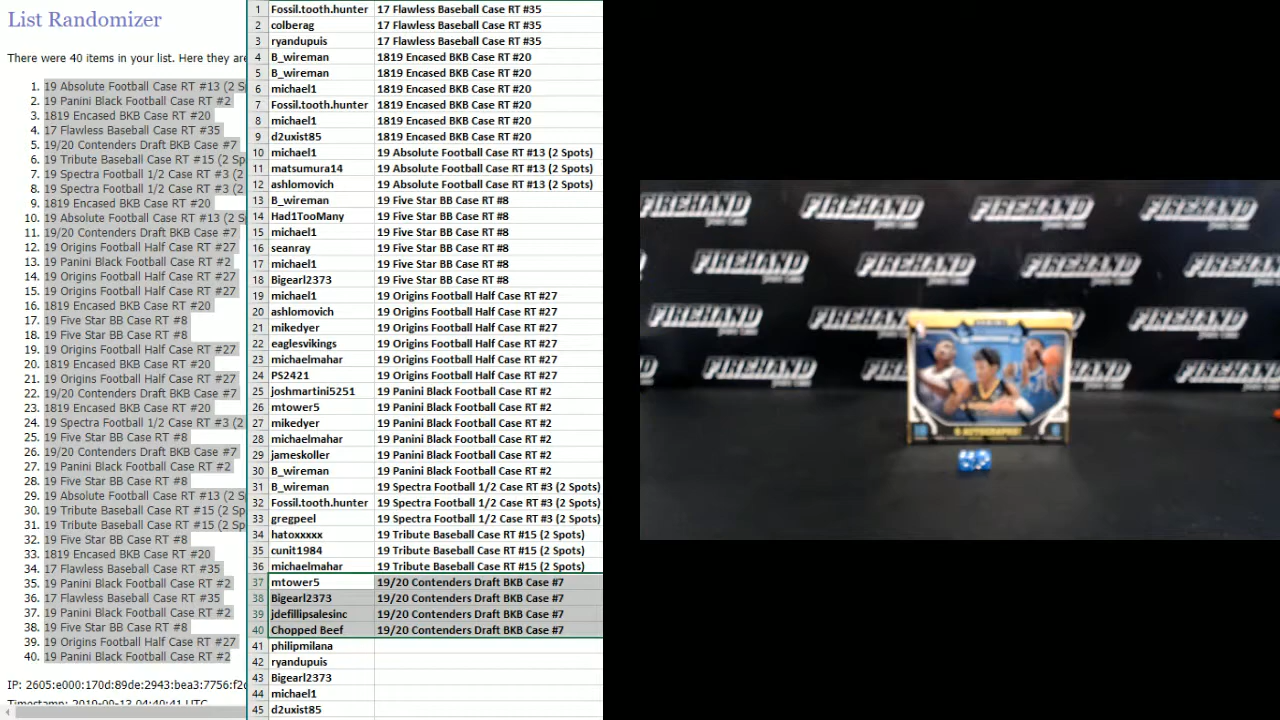 List Randomizer
There were 40 items in your list. Here they are
1. 19 Absolute Football Case RT #13 (2 S
2. 19 Panini Black Football Case RT #2
3. 1819 Encased BKB Case RT #20
4. 17 Flawless Baseball Case RT #35
5. 19/20 Contenders Draft BKB Case #7
6. 19 Tribute Baseball Case RT #15 (2 Sp
7. 19 Spectra Football 1/2 Case RT #3 (2
8. 19 Spectra Football 1/2 Case RT #3 (2
9. 1819 Encased BKB Case RT #20
10. 19 Absolute Football Case RT #13 (2 S
11. 19/20 Contenders Draft BKB Case #7
12. 19 Origins Football Half Case RT #27
13. 19 Panini Black Football Case RT #2
14. 19 Origins Football Half Case RT #27
15. 19 Origins Football Half Case RT #27
16. 1819 Encased BKB Case RT #20
17. 19 Five Star BB Case RT #8
18. 19 Five Star BB Case RT #8
19. 19 Origins Football Half Case RT #27
20. 1819 Encased BKB Case RT #20
21. 19 Origins Football Half Case RT #27
22. 19/20 Contenders Draft BKB Case #7
23. 1819 Encased BKB Case RT #20
24. 19 Spectra Football 1/2 Case RT #3 (2
25. 19 Five Star BB Case RT #8
26. 19/20 Contenders Draft BKB Case #7
27. 19 Panini Black Football Case RT #2
28. 19 Five Star BB Case RT #8
29. 19 Absolute Football Case RT #13 (2 S
30. 19 Tribute Baseball Case RT #15 (2 Sp
31. 19 Tribute Baseball Case RT #15 (2 Sp
32. 19 Five Star BB Case RT #8
33. 1819 Encased BKB Case RT #20
34. 17 Flawless Baseball Case RT #35
35. 19 Panini Black Football Case RT #2
36. 17 Flawless Baseball Case RT #35
37. 19 Panini Black Football Case RT #2
38. 19 Five Star BB Case RT #8
39. 19 Origins Football Half Case RT #27
40. 19 Panini Black Football Case RT #2
IP: 2605:e000:170d:89de:2943:bea3:7756:f2
Timestamp: 2019-09-13 04:40:41 UTC
1 Fossil.tooth.hunter 17 Flawless Baseball Case RT #35
2 colberag 17 Flawless Baseball Case RT #35
3 ryandupuis 17 Flawless Baseball Case RT #35
4 B_wireman 1819 Encased BKB Case RT #20
5 B_wireman 1819 Encased BKB Case RT #20
6 michael1 1819 Encased BKB Case RT #20
7 Fossil.tooth.hunter 1819 Encased BKB Case RT #20
8 michael1 1819 Encased BKB Case RT #20
9 d2uxist85 1819 Encased BKB Case RT #20
10 michael1 19 Absolute Football Case RT #13 (2 Spots)
11 matsumura14 19 Absolute Football Case RT #13 (2 Spots)
12 ashlomovich 19 Absolute Football Case RT #13 (2 Spots)
13 B_wireman 19 Five Star BB Case RT #8
14 Had1TooMany 19 Five Star BB Case RT #8
15 michael1 19 Five Star BB Case RT #8
16 seanray 19 Five Star BB Case RT #8
17 michael1 19 Five Star BB Case RT #8
18 Bigearl2373 19 Five Star BB Case RT #8
19 michael1 19 Origins Football Half Case RT #27
20 ashlomovich 19 Origins Football Half Case RT #27
21 mikedyer 19 Origins Football Half Case RT #27
22 eaglesvikings 19 Origins Football Half Case RT #27
23 michaelmahar 19 Origins Football Half Case RT #27
24 PS2421 19 Origins Football Half Case RT #27
25 joshmartini5251 19 Panini Black Football Case RT #2
26 mtower5 19 Panini Black Football Case RT #2
27 mikedyer 19 Panini Black Football Case RT #2
28 michaelmahar 19 Panini Black Football Case RT #2
29 jameskoller 19 Panini Black Football Case RT #2
30 B_wireman 19 Panini Black Football Case RT #2
31 B_wireman 19 Spectra Football 1/2 Case RT #3 (2 Spots)
32 Fossil.tooth.hunter 19 Spectra Football 1/2 Case RT #3 (2 Spots)
33 gregpeel 19 Spectra Football 1/2 Case RT #3 (2 Spots)
34 hatoxxxxx 19 Tribute Baseball Case RT #15 (2 Spots)
35 cunit1984 19 Tribute Baseball Case RT #15 (2 Spots)
36 michaelmahar 19 Tribute Baseball Case RT #15 (2 Spots)
37 mtower5 19/20 Contenders Draft BKB Case #7
38 Bigearl2373 19/20 Contenders Draft BKB Case #7
39 jdefillipsalesinc 19/20 Contenders Draft BKB Case #7
40 Chopped Beef 19/20 Contenders Draft BKB Case #7
41 philipmilana
42 ryandupuis
43 Bigearl2373
44 michael1
45 d2uxist85
FIREHAND FIREHAND FIREHAND FIREHAND
FIREHAND FIREHAND FIREHAND FIREHAND
FIREHAND FIREHAND FIREHAND FIREHAND
FIREHAND FIREHAND FIREHAND FIREHAND